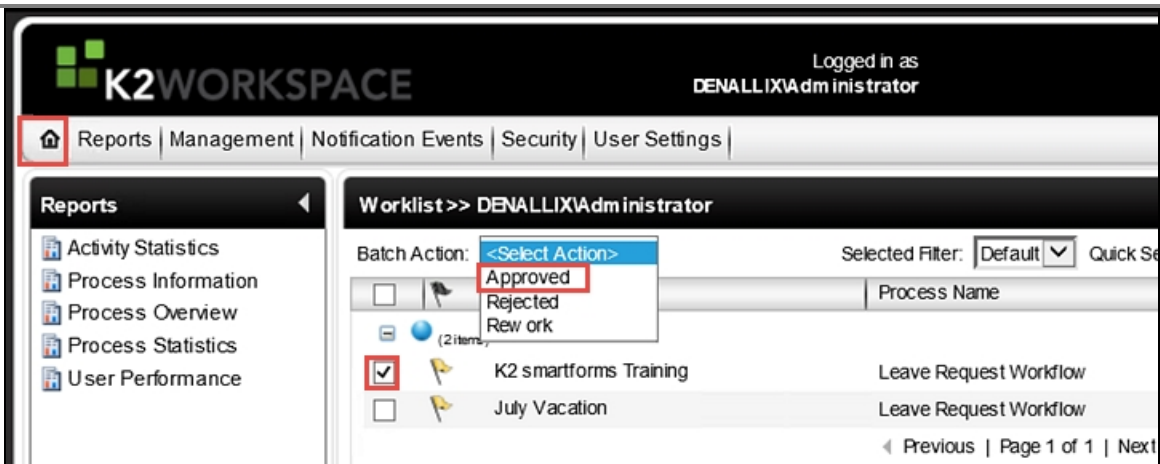 K2WORKSPACE
Logged in as
DENALLIX\Administrator
Reports | Management | Notification Events | Security | User Settings |
Reports
Activity Statistics
Process Information
Process Overview
Process Statistics
User Performance
Worklist >> DENALLIX\Administrator
Batch Action: <Select Action> Selected Filter: Default Quick Se
Approved
Rejected
Rework
Process Name
(2 items)
K2 smartforms Training Leave Request Workflow
July Vacation Leave Request Workflow
Previous | Page 1 of 1 | Next